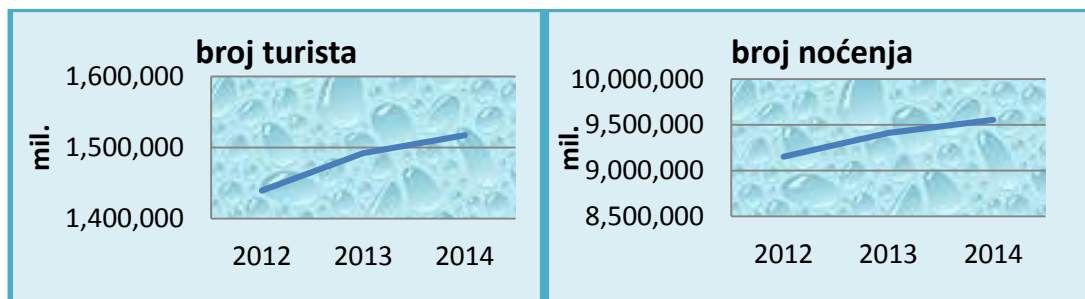 broj turista
mil.
1,600,000
1,500,000
1,400,000
2012 2013 2014
broj noćenja
mil.
10,000,000
9,500,000
9,000,000
8,500,000
2012 2013 2014